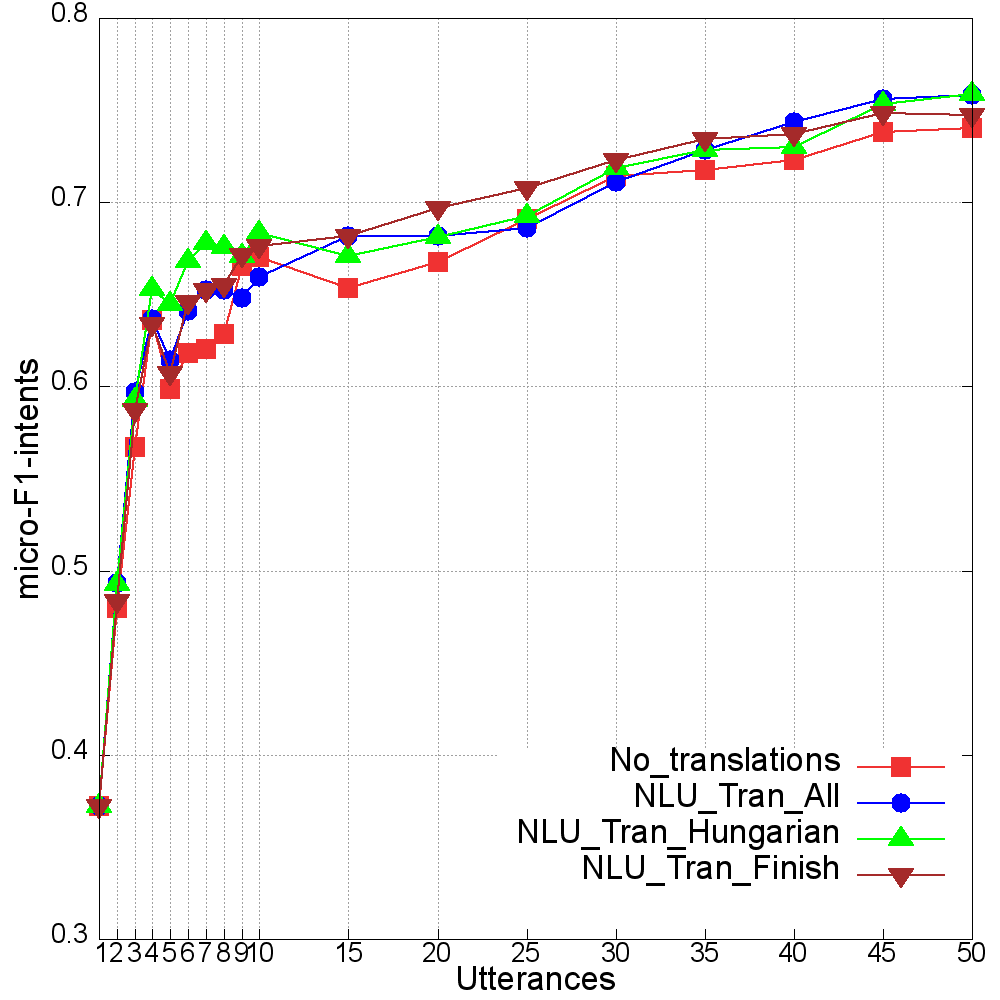 0.8
0.7
0.6
0.5
0.4
0.3
micro-F1-intents
No_translations
NLU_Tran_All
NLU_Tran_Hungarian
NLU_Tran_Finish
1 2 3 4 5 6 7 8 9 10 15 20 25 30 35 40 45 50
Utterances